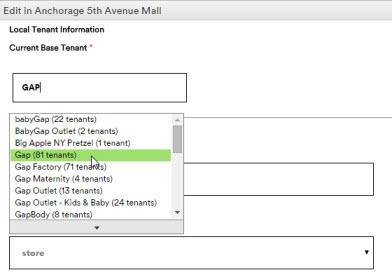 Edit in Anchorage 5th Avenue Mall
Local Tenant Information
Current Base Tenant *
GAP
babyGap (22 tenants)
BabyGap Outlet (2 tenants)
Big Apple NY Pretzel (1 tenant)
Gap (81 tenants)
Gap Factory (71 tenants)
Gap Maternity (4 tenants)
Gap Outlet (13 tenants)
Gap Outlet - Kids & Baby (24 tenants)
GapBody (8 tenants)
store